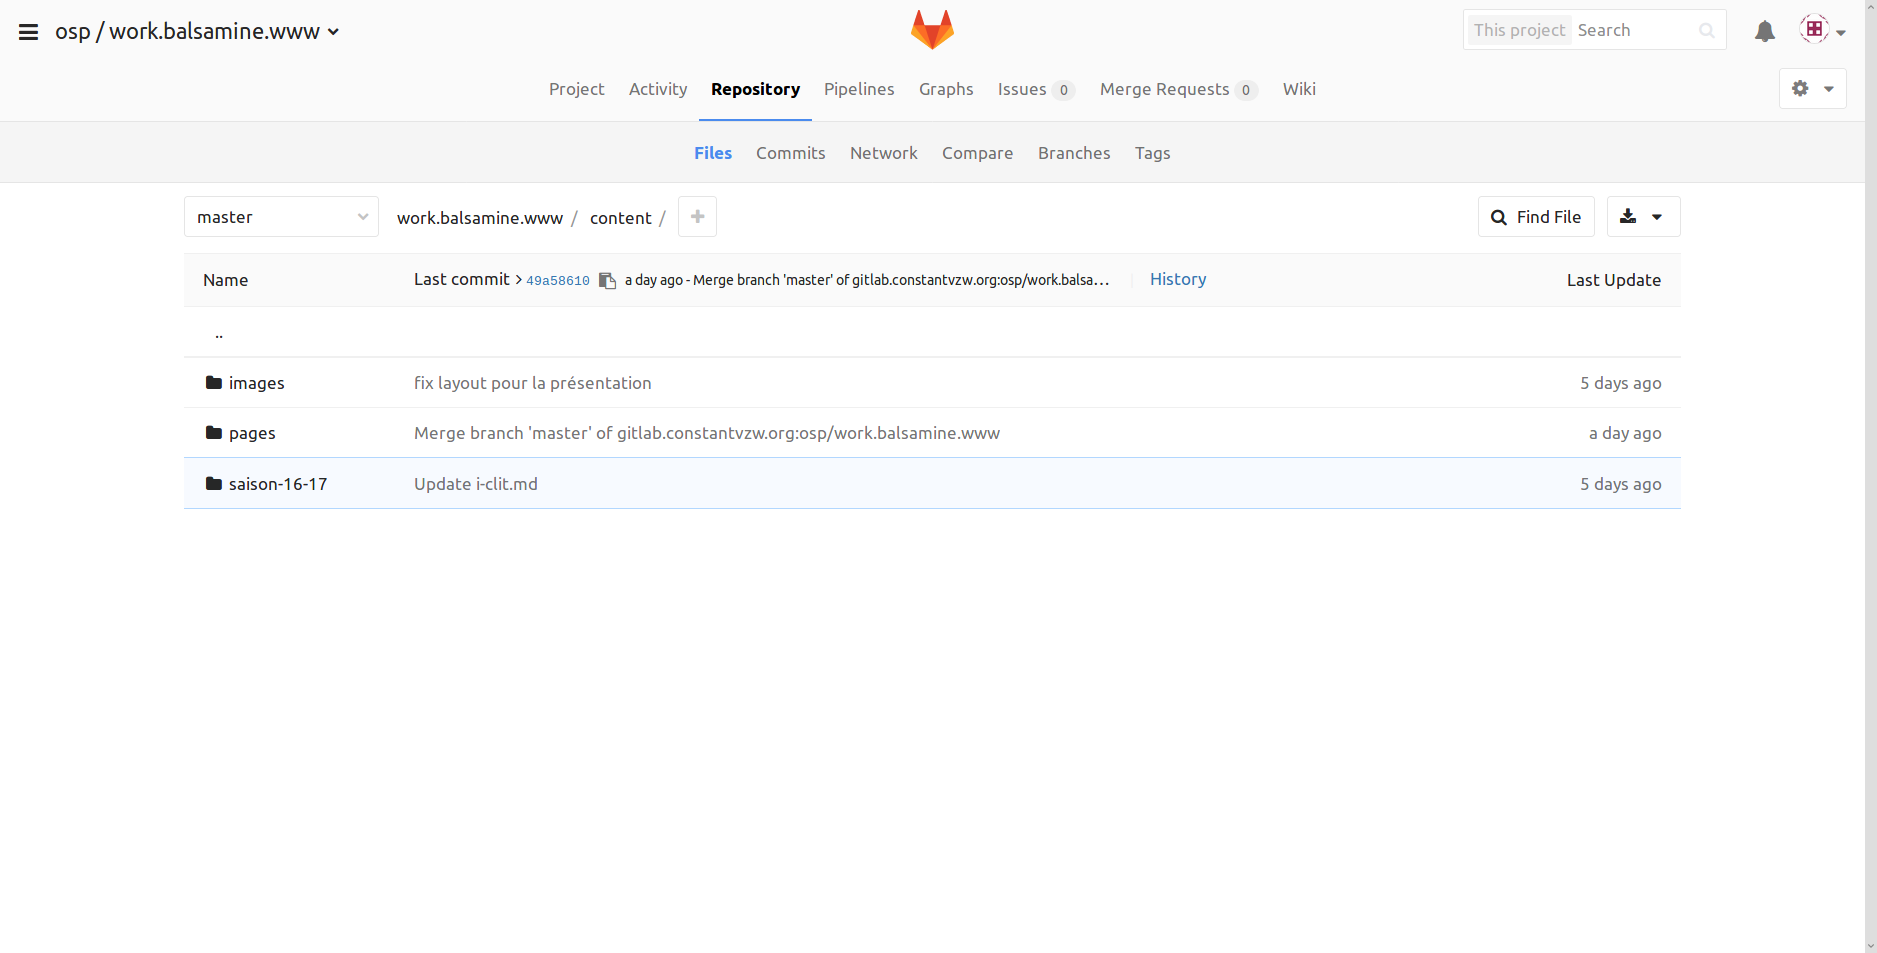 osp / work.balsamine.www
This project Search
Project Activity Repository Pipelines Graphs Issues 0 Merge Requests 0 Wiki
Files Commits Network Compare Branches Tags
master work.balsamine.www / content / Find File
Name Last commit > 49a58610 a day ago - Merge branch 'master' of gitlab.constantvzw.org:osp/work.balsa… History Last Update
..
images fix layout pour la présentation 5 days ago
pages Merge branch 'master' of gitlab.constantvzw.org:osp/work.balsamine.www a day ago
saison-16-17 Update i-clit.md 5 days ago